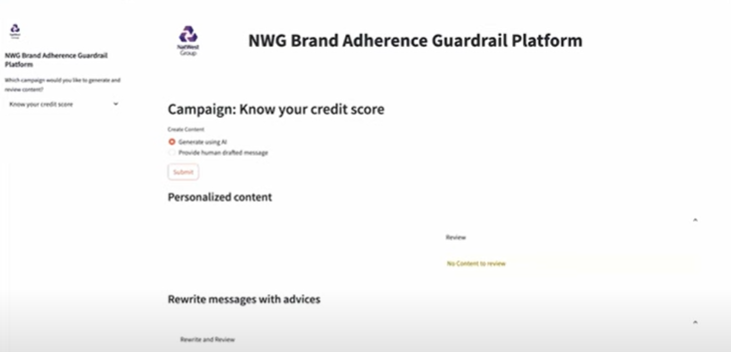 NWG Brand Adherence Guardrail
Platform
Which campaign would you like to generate and
review content?
Know your credit score
NatWest
Group
NWG Brand Adherence Guardrail Platform
Campaign: Know your credit score
Create Content
Generate using AI
Provide human drafted message
Submit
Personalized content
Review
No Content to review
Rewrite messages with advices
Rewrite and Review